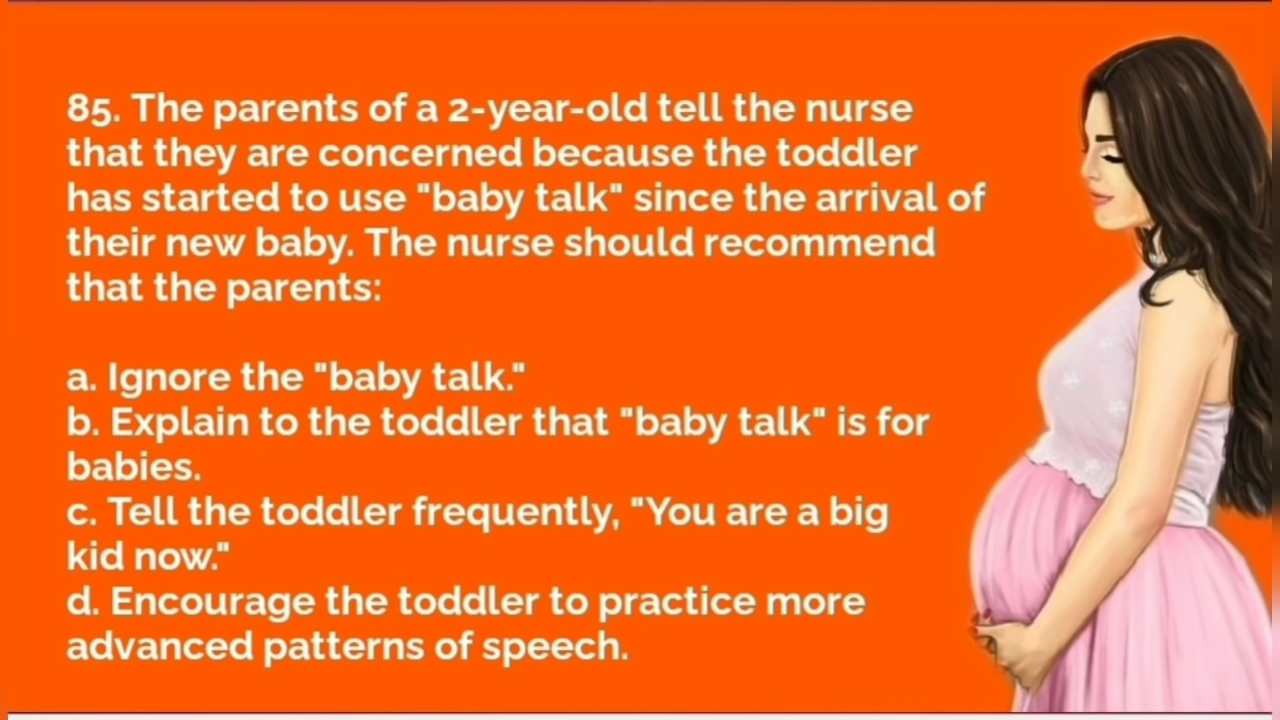 85. The parents of a 2-year-old tell the nurse
that they are concerned because the toddler
has started to use "baby talk" since the arrival of
their new baby. The nurse should recommend
that the parents:
a. Ignore the "baby talk."
b. Explain to the toddler that "baby talk" is for
babies.
c. Tell the toddler frequently, "You are a big
kid now."
d. Encourage the toddler to practice more
advanced patterns of speech.